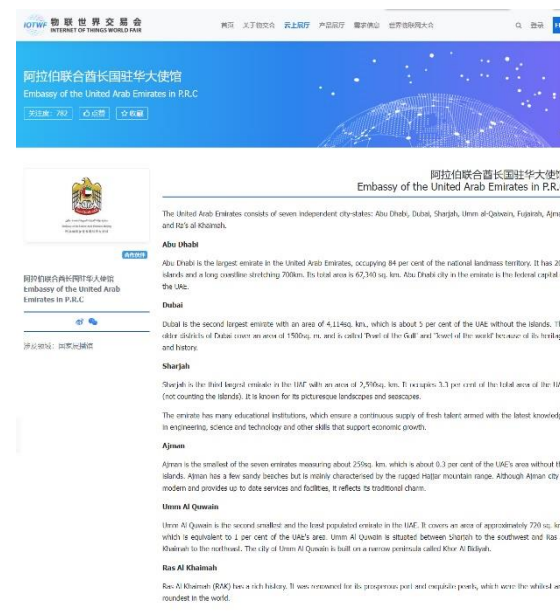 IOTWF 物联世界交易会
INTERNET OF THINGS WORLD FAIR
首页 关于物交会 云上展厅 产品展厅 需求信息 世界物联网大会 登录
阿拉伯联合酋长国驻华大使馆
Embassy of the United Arab Emirates in P.R.C
关注度：782 点赞 收藏
阿拉伯联合酋长国驻华大使馆
Embassy of the United Arab Emirates in P.R.C
合作伙伴
阿拉伯联合酋长国驻华大使馆
Embassy of the United Arab
Emirates in P.R.C
涉及领域：国家展播馆
The United Arab Emirates consists of seven independent city-states: Abu Dhabi, Dubai, Sharjah, Umm al-Qaiwain, Fujairah, Ajman
and Ra's al Khaimah.
Abu Dhabi
Abu Dhabi is the largest emirate in the United Arab Emirates, occupying 84 per cent of the national landmass territory. It has 20
islands and a long coastline stretching 700km. Its total area is 67,340 sq. km. Abu Dhabi city in the emirate is the federal capital
the UAE.
Dubai
Dubai is the second largest emirate with an area of 4,114sq. km., which is about 5 per cent of the UAE without the islands. Th
older districts of Dubai cover an area of 1500sq. m. and is called 'Pearl of the Gulf' and 'Jewel of the world' because of its heritag
and history.
Sharjah
Sharjah is the third largest emirate in the UAE with an area of 2,590sq. km. It occupies 3.3 per cent of the total area of the UA
(not counting the islands). It is known for its picturesque landscapes and seascapes.
The emirate has many educational institutions, which ensure a continuous supply of fresh talent armed with the latest knowledg
in engineering, science and technology and other skills that support economic growth.
Ajman
Ajman is the smallest of the seven emirates measuring about 259sq. km. which is about 0.3 per cent of the UAE's area without th
islands. Ajman has a few sandy beaches but is mainly characterised by the rugged Hajjar mountain range. Although Ajman city
modern and provides up to date services and facilities, it reflects its traditional charm.
Umm Al Quwain
Umm Al Quwain is the second smallest and the least populated emirate in the UAE. It covers an area of approximately 720 sq. km
which is equivalent to 1 per cent of the UAE's area. Umm Al Quwain is situated between Sharjah to the southwest and Ras
Khaimah to the northeast. The city of Umm Al Quwain is built on a narrow peninsula called Khor Al Bidiyah.
Ras Al Khaimah
Ras Al Khaimah (RAK) has a rich history. It was renowned for its prosperous port and exquisite pearls, which were the whitest an
roundest in the world.